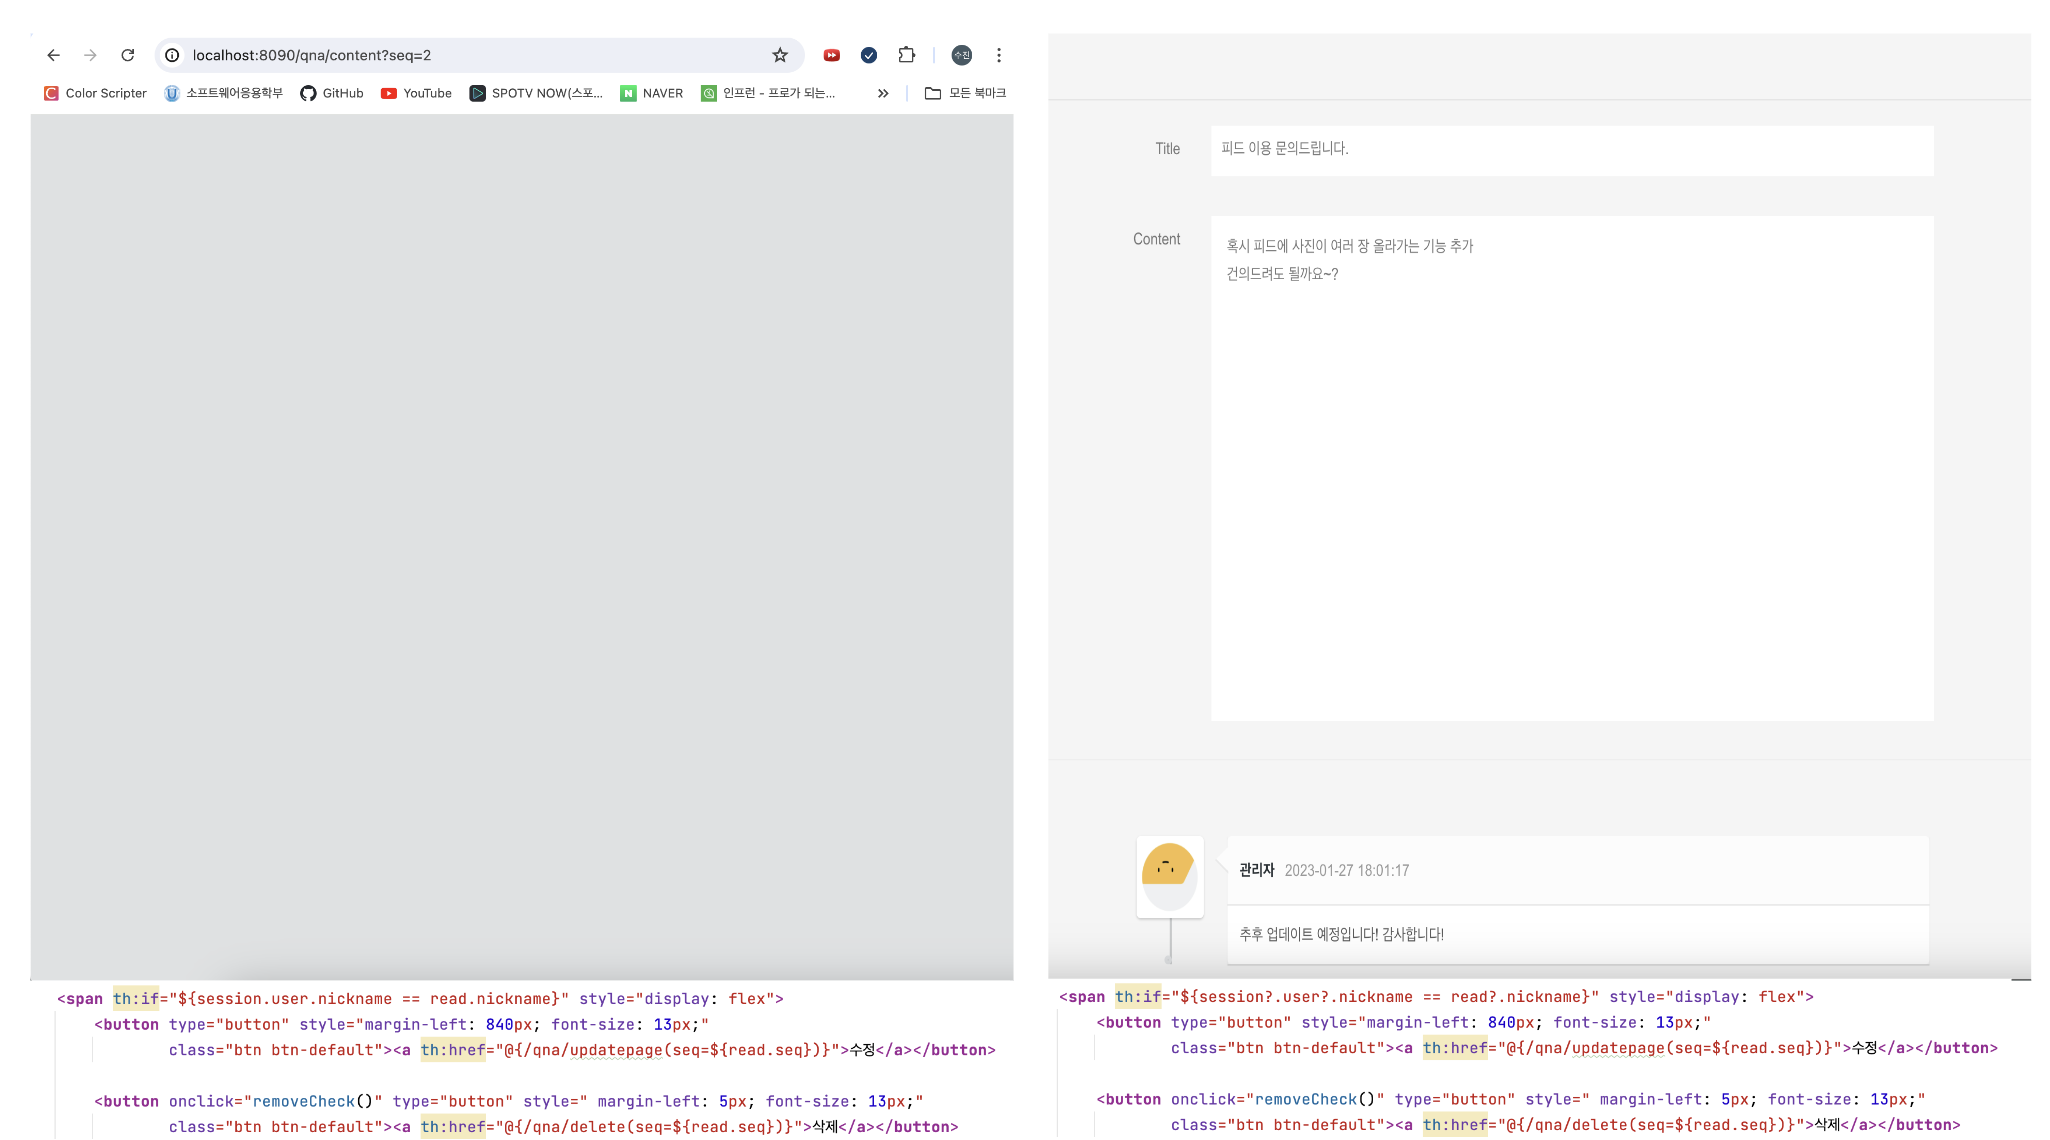 localhost:8090/qna/content?seq=2
수진
Color Scripter 소프트웨어응용학부 GitHub YouTube SPOTV NOW(스포... NAVER 인프런 - 프로가 되는... » 모든 북마크
<span th:if="${session.user.nickname == read.nickname}" style="display: flex">
<button type="button" style="margin-left: 840px; font-size: 13px;"
class="btn btn-default"><a th:href="@{/qna/updatepage(seq=${read.seq})}">수정</a></button>
<button onclick="removeCheck()" type="button" style=" margin-left: 5px; font-size: 13px;"
class="btn btn-default"><a th:href="@{/qna/delete(seq=${read.seq})}">삭제</a></button>
Title 피드 이용 문의드립니다.
Content 혹시 피드에 사진이 여러 장 올라가는 기능 추가
건의드려도 될까요~?
관리자 2023-01-27 18:01:17
추후 업데이트 예정입니다! 감사합니다!
<span th:if="${session?.user?.nickname == read?.nickname}" style="display: flex">
<button type="button" style="margin-left: 840px; font-size: 13px;"
class="btn btn-default"><a th:href="@{/qna/updatepage(seq=${read.seq})}">수정</a></button>
<button onclick="removeCheck()" type="button" style=" margin-left: 5px; font-size: 13px;"
class="btn btn-default"><a th:href="@{/qna/delete(seq=${read.seq})}">삭제</a></button>